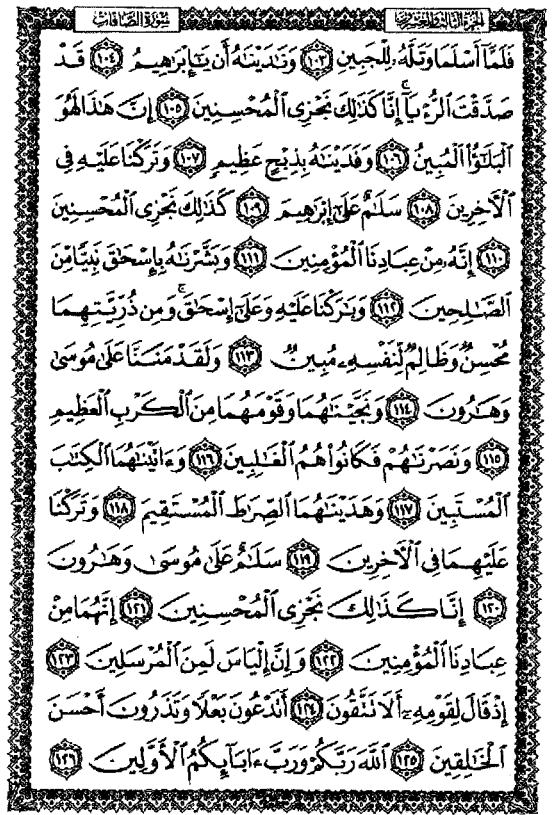 سورة الصافات الجزء الثالث والعشرون
فَلَمَّآ أَسْلَمَا وَتَلَّهُۥ لِلْجَبِينِ ١٠٣ وَنَٰدَيْنَٰهُ أَن يَٰٓإِبْرَٰهِيمُ ١٠٤ قَدْ
صَدَّقْتَ ٱلرُّءْيَآ ۚ إِنَّا كَذَٰلِكَ نَجْزِى ٱلْمُحْسِنِينَ ١٠٥ إِنَّ هَٰذَا لَهُوَ
ٱلْبَلَٰٓؤُا۟ ٱلْمُبِينُ ١٠٦ وَفَدَيْنَٰهُ بِذِبْحٍ عَظِيمٍ ١٠٧ وَتَرَكْنَا عَلَيْهِ فِى
ٱلْءَاخِرِينَ ١٠٨ سَلَٰمٌ عَلَىٰٓ إِبْرَٰهِيمَ ١٠٩ كَذَٰلِكَ نَجْزِى ٱلْمُحْسِنِينَ
١١٠ إِنَّهُۥ مِنْ عِبَادِنَا ٱلْمُؤْمِنِينَ ١١١ وَبَشَّرْنَٰهُ بِإِسْحَٰقَ نَبِيًّا مِّنَ
ٱلصَّٰلِحِينَ ١١٢ وَبَٰرَكْنَا عَلَيْهِ وَعَلَىٰٓ إِسْحَٰقَ ۚ وَمِن ذُرِّيَّتِهِمَا
مُحْسِنٌ وَظَالِمٌ لِّنَفْسِهِۦ مُبِينٌ ١١٣ وَلَقَدْ مَنَنَّا عَلَىٰ مُوسَىٰ
وَهَٰرُونَ ١١٤ وَنَجَّيْنَٰهُمَا وَقَوْمَهُمَا مِنَ ٱلْكَرْبِ ٱلْعَظِيمِ
١١٥ وَنَصَرْنَٰهُمْ فَكَانُوا۟ هُمُ ٱلْغَٰلِبِينَ ١١٦ وَءَاتَيْنَٰهُمَا ٱلْكِتَٰبَ
ٱلْمُسْتَبِينَ ١١٧ وَهَدَيْنَٰهُمَا ٱلصِّرَٰطَ ٱلْمُسْتَقِيمَ ١١٨ وَتَرَكْنَا
عَلَيْهِمَا فِى ٱلْءَاخِرِينَ ١١٩ سَلَٰمٌ عَلَىٰ مُوسَىٰ وَهَٰرُونَ
١٢٠ إِنَّا كَذَٰلِكَ نَجْزِى ٱلْمُحْسِنِينَ ١٢١ إِنَّهُمَا مِنْ
عِبَادِنَا ٱلْمُؤْمِنِينَ ١٢٢ وَإِنَّ إِلْيَاسَ لَمِنَ ٱلْمُرْسَلِينَ ١٢٣
إِذْ قَالَ لِقَوْمِهِۦٓ أَلَا تَتَّقُونَ ١٢٤ أَتَدْعُونَ بَعْلًا وَتَذَرُونَ أَحْسَنَ
ٱلْخَٰلِقِينَ ١٢٥ ٱللَّهَ رَبَّكُمْ وَرَبَّ ءَابَآئِكُمُ ٱلْأَوَّلِينَ ١٢٦